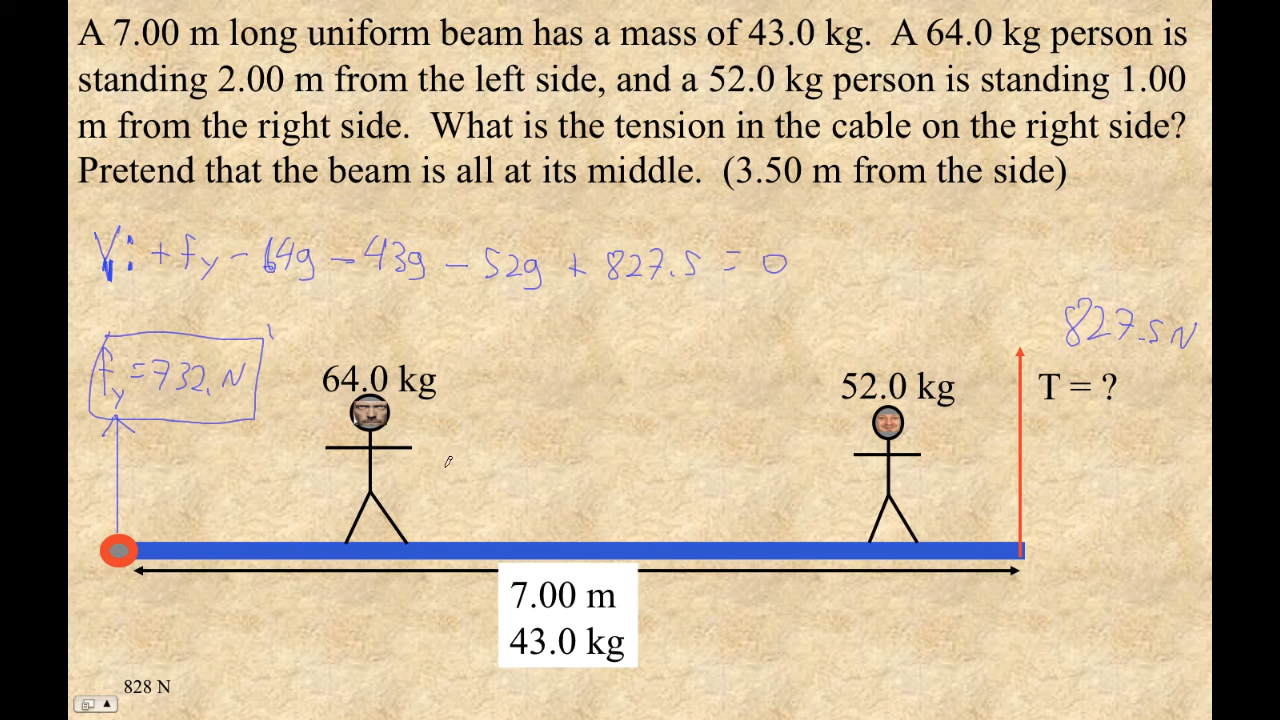 A 7.00 m long uniform beam has a mass of 43.0 kg.  A 64.0 kg person is
standing 2.00 m from the left side, and a 52.0 kg person is standing 1.00
m from the right side.  What is the tension in the cable on the right side?
Pretend that the beam is all at its middle.  (3.50 m from the side)
V: + fy - 64g - 43g - 52g + 827.5 = 0
827.5 N
fy = 732. N
64.0 kg
52.0 kg
T = ?
7.00 m
43.0 kg
828 N